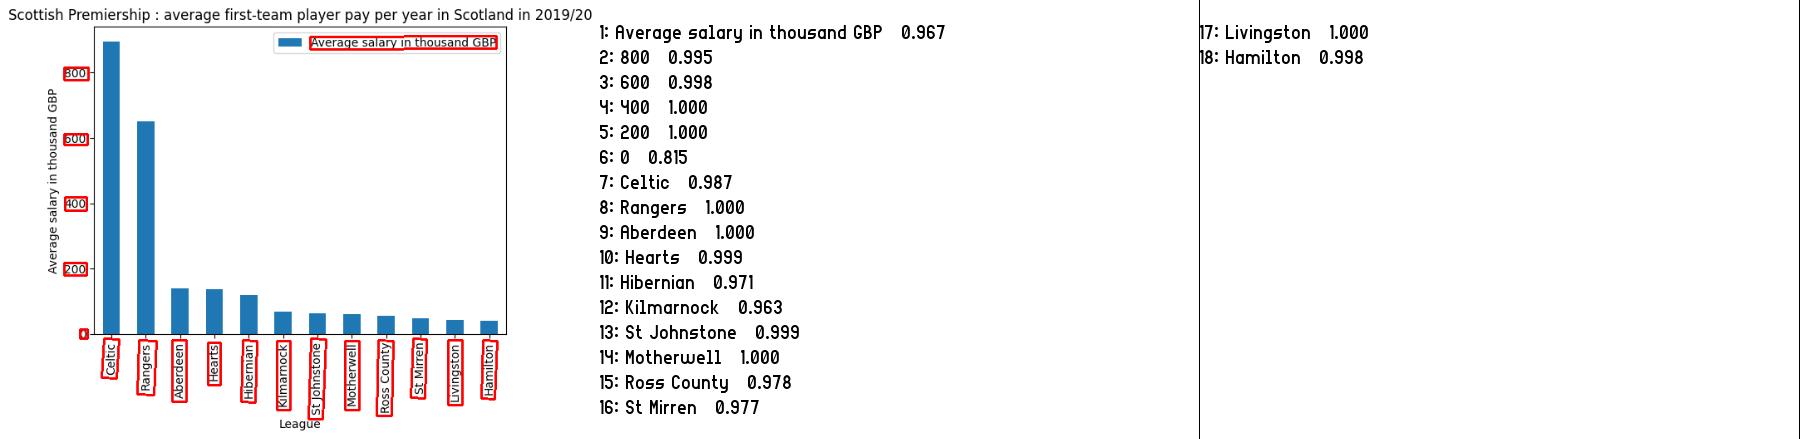 Scottish Premiership : average first-team player pay per year in Scotland in 2019/20
Average salary in thousand GBP
Average salary in thousand GBP
800
600
400
200
0
Celtic
Rangers
Aberdeen
Hearts
Hibernian
Kilmarnock
St Johnstone
Motherwell
Ross County
St Mirren
Livingston
Hamilton
League
1: Average salary in thousand GBP 0.967
2: 800 0.995
3: 600 0.998
4: 400 1.000
5: 200 1.000
6: 0 0.815
7: Celtic 0.987
8: Rangers 1.000
9: Aberdeen 1.000
10: Hearts 0.999
11: Hibernian 0.971
12: Kilmarnock 0.963
13: St Johnstone 0.999
14: Motherwell 1.000
15: Ross County 0.978
16: St Mirren 0.977
17: Livingston 1.000
18: Hamilton 0.998